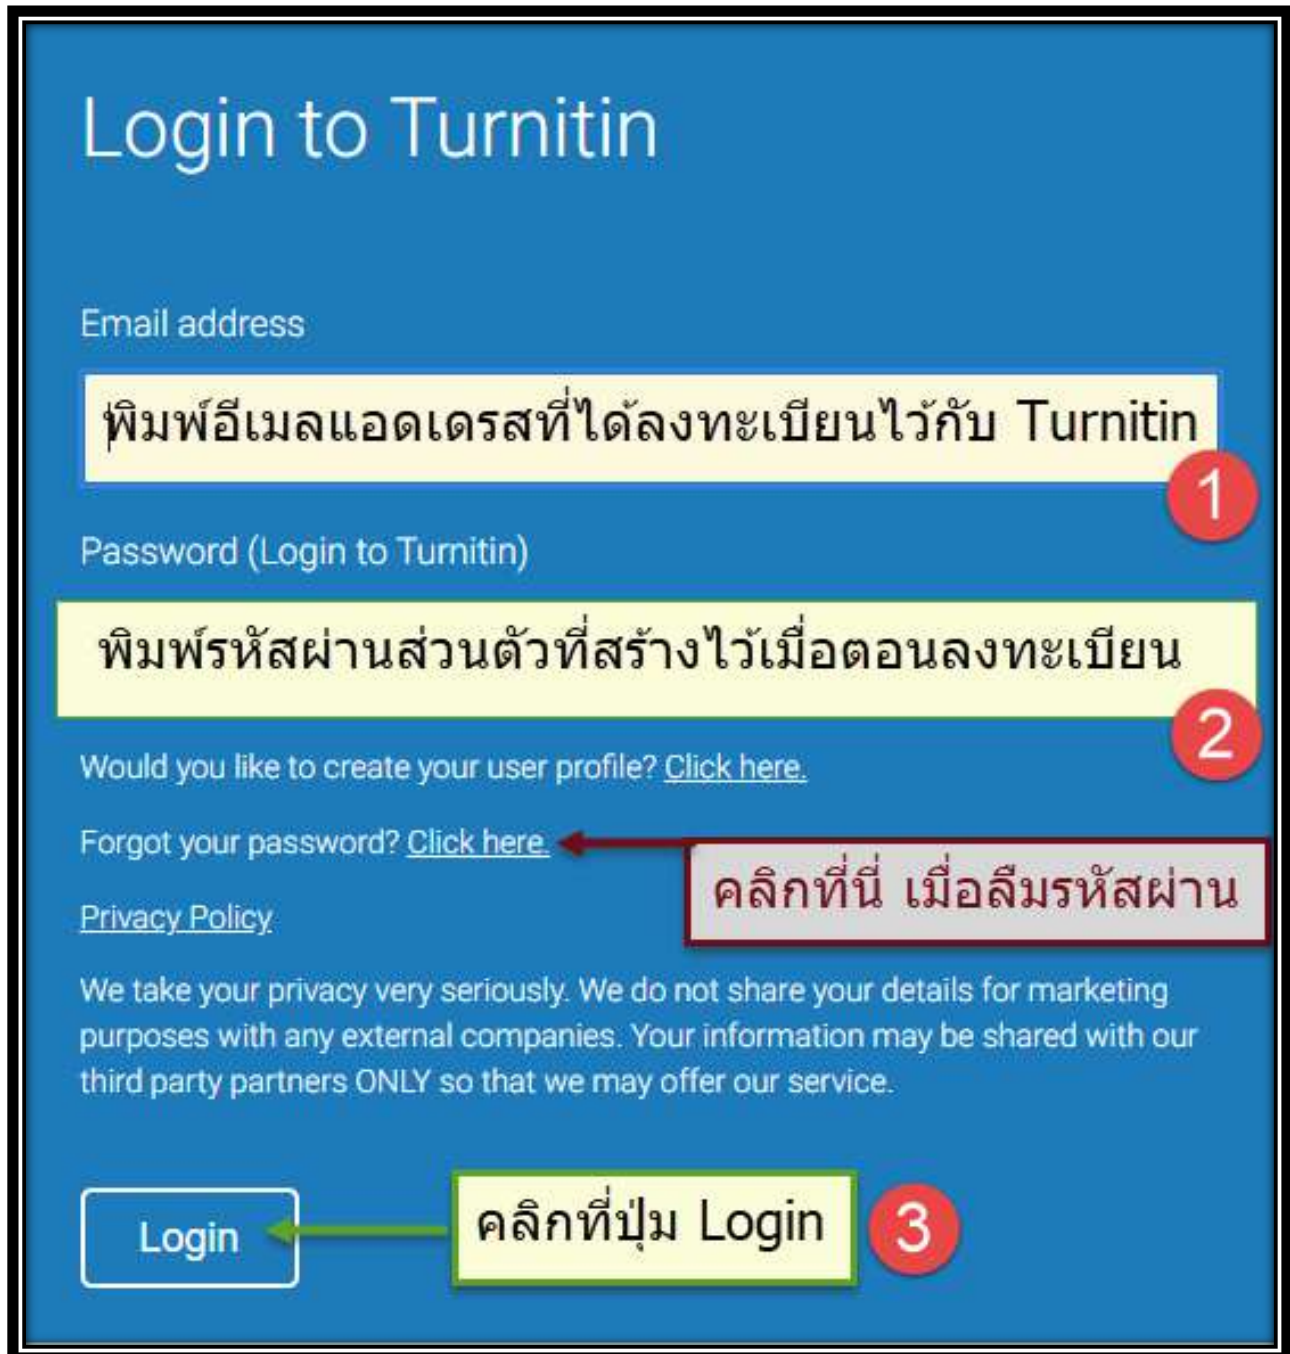 Login to Turnitin
Email address
พิมพ์อีเมลแอดเดรสที่ได้ลงทะเบียนไว้กับ Turnitin
1
Password (Login to Turnitin)
พิมพ์รหัสผ่านส่วนตัวที่สร้างไว้เมื่อตอนลงทะเบียน
2
Would you like to create your user profile? Click here.
Forgot your password? Click here.
คลิกที่นี่ เมื่อลืมรหัสผ่าน
Privacy Policy
We take your privacy very seriously. We do not share your details for marketing
purposes with any external companies. Your information may be shared with our
third party partners ONLY so that we may offer our service.
Login
คลิกที่ปุ่ม Login
3